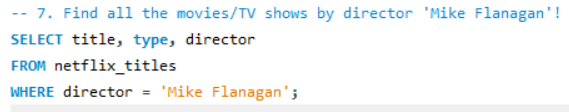 -- 7. Find all the movies/TV shows by director 'Mike Flanagan'!
SELECT title, type, director
FROM netflix_titles
WHERE director = 'Mike Flanagan';